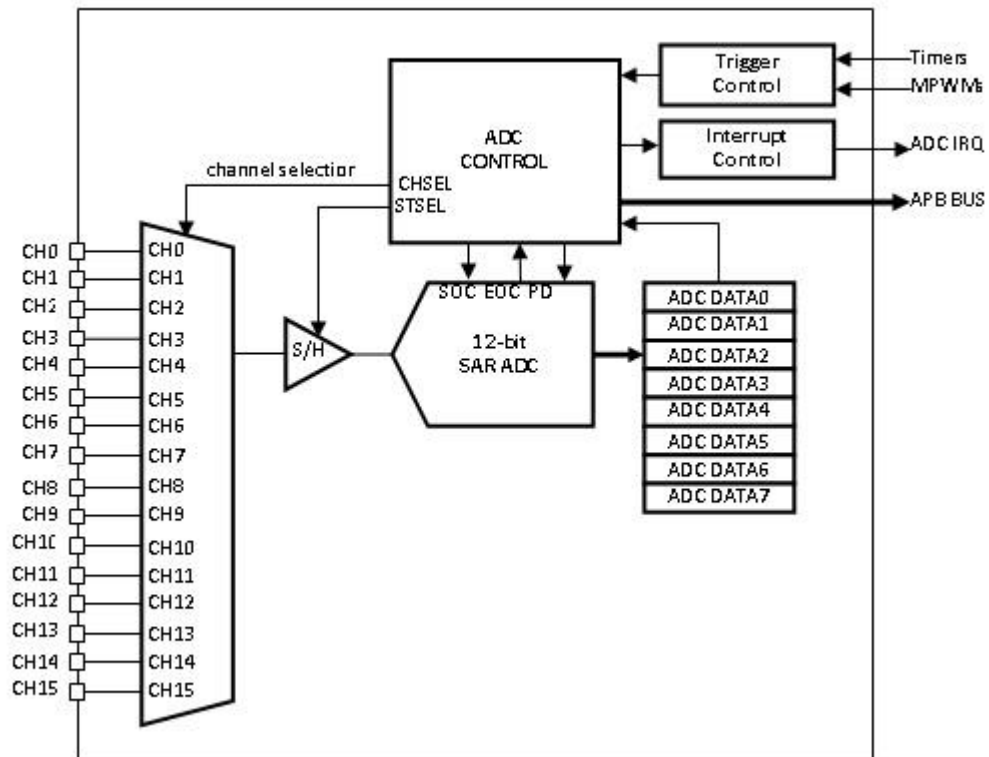 Timers
Trigger
Control
MPWMs
ADC
CONTROL
Interrupt
Control
ADC IRQ
channel selection
CHSEL
STSEL
APB BUS
CH0
CH1
CH2
CH3
CH4
CH5
CH6
CH7
CH8
CH9
CH10
CH11
CH12
CH13
CH14
CH15
CH0
CH1
CH2
CH3
CH4
CH5
CH6
CH7
CH8
CH9
CH10
CH11
CH12
CH13
CH14
CH15
S/H
SOC EOC PD
12-bit
SAR ADC
ADC DATA0
ADC DATA1
ADC DATA2
ADC DATA3
ADC DATA4
ADC DATA5
ADC DATA6
ADC DATA7